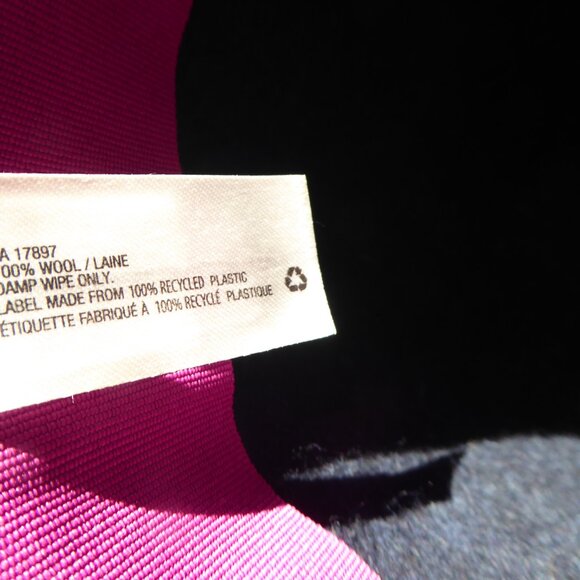 A 17897
00% WOOL / LAINE
DAMP WIPE ONLY.
LABEL MADE FROM 100% RECYCLED PLASTIC
ÉTIQUETTE FABRIQUÉ À 100% RECYCLÉ PLASTIQUE